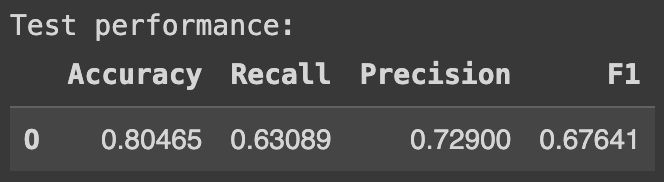 Test performance:
Accuracy Recall Precision F1
0 0.80465 0.63089 0.72900 0.67641